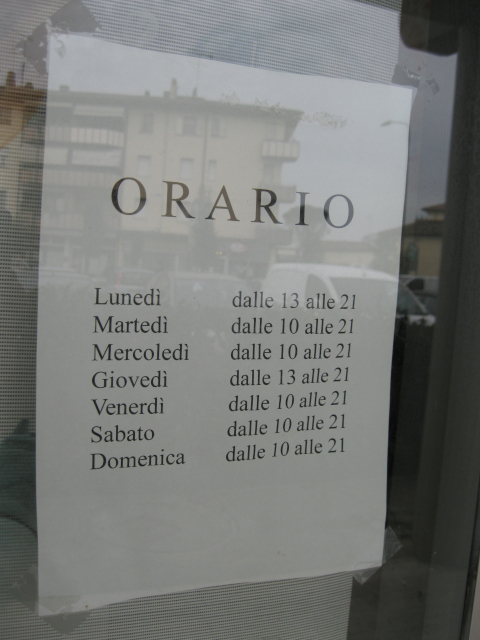 ORARIO
Lunedì dalle 13 alle 21
Martedì dalle 10 alle 21
Mercoledì dalle 10 alle 21
Giovedì dalle 13 alle 21
Venerdì dalle 10 alle 21
Sabato dalle 10 alle 21
Domenica dalle 10 alle 21